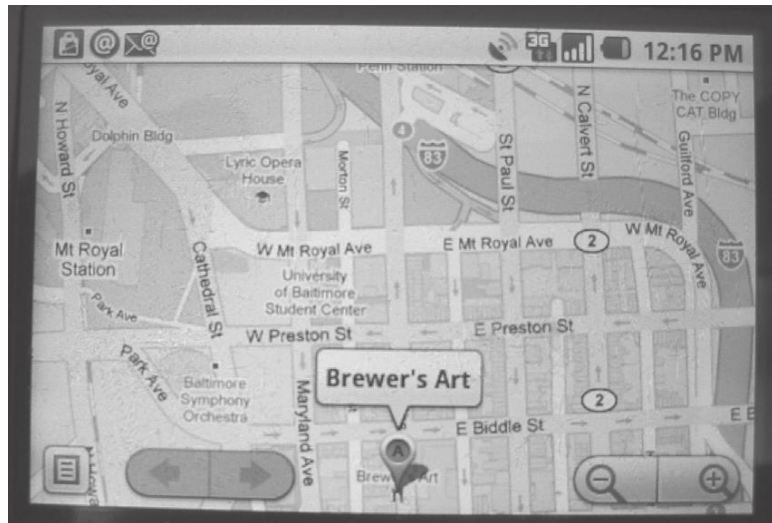 3G
12:16 PM
Penn Station
The COPY
CAT Bldg
N Howard St
Royal Ave
Dolphin Bldg
4
83
St Paul St
N Calvert St
Guilford Ave
Lyric Opera
House
Morton St
Mt Royal
Station
Cathedral St
W Mt Royal Ave
E Mt Royal Ave
2
W Mt Royal Ave
83
University
of Baltimore
Student Center
Park Ave
W Preston St
E Preston St
Park Ave
Brewer's Art
Baltimore
Symphony
Orchestra
Maryland Ave
2
E Biddle St
A